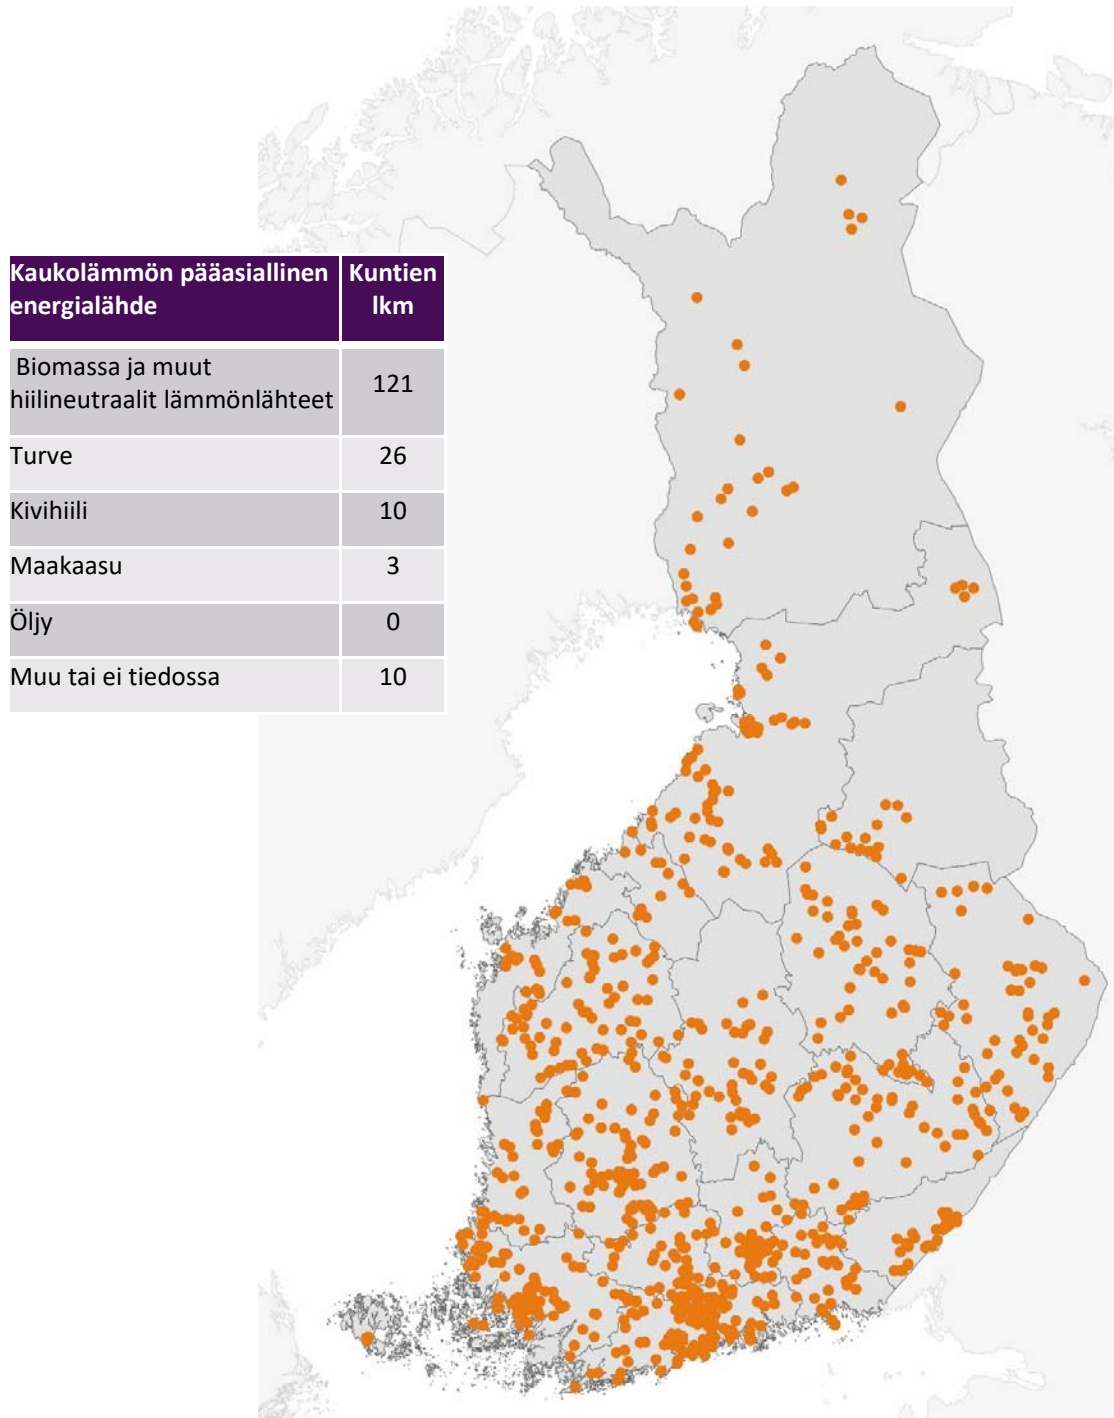 Kaukolämmön pääasiallinen energialähde Kuntien lkm
Biomassa ja muut hiilineutraalit lämmönlähteet 121
Turve 26
Kivihiili 10
Maakaasu 3
Öljy 0
Muu tai ei tiedossa 10